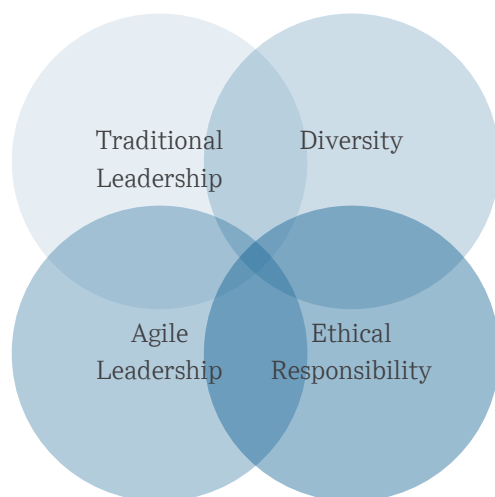 Traditional
Leadership
Diversity
Agile
Leadership
Ethical
Responsibility